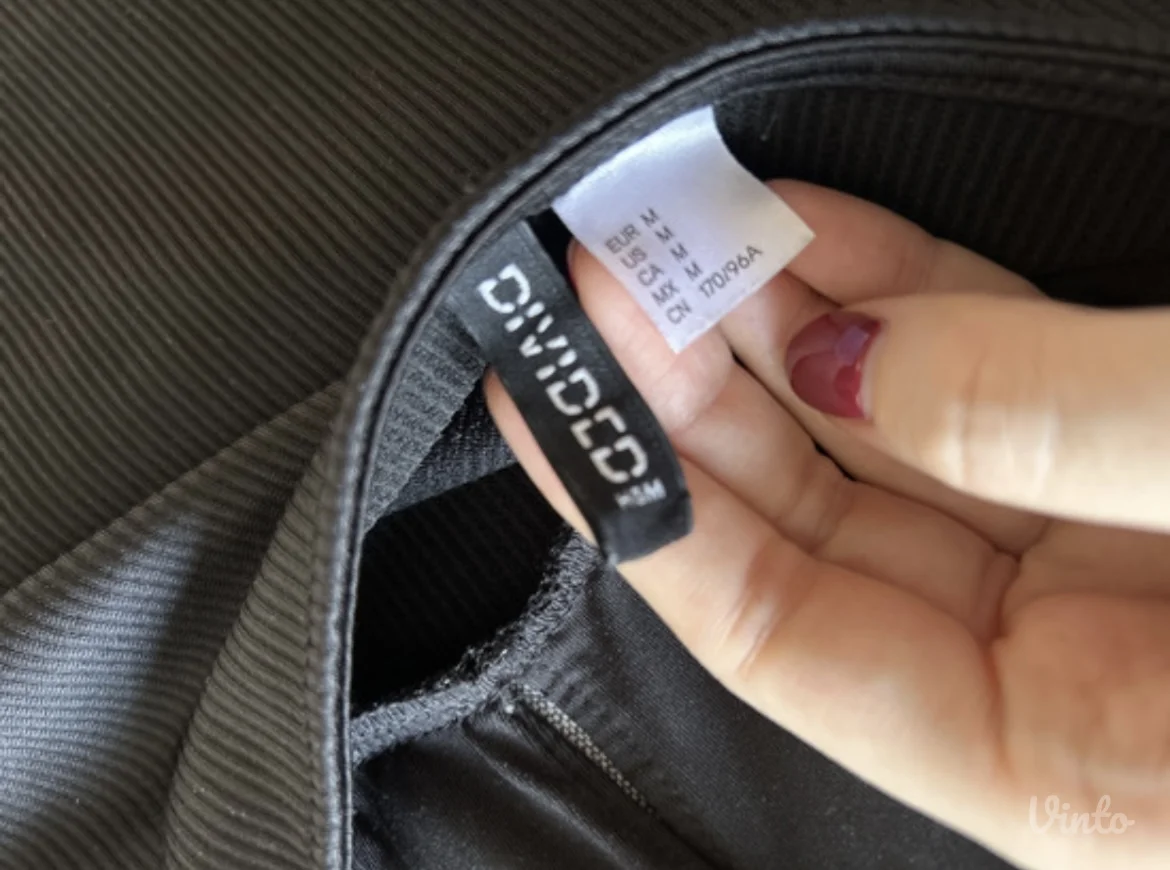 EUR M
US M
CA M
MX M
CN 170/96A
DIVIDED
H&M
Vinto